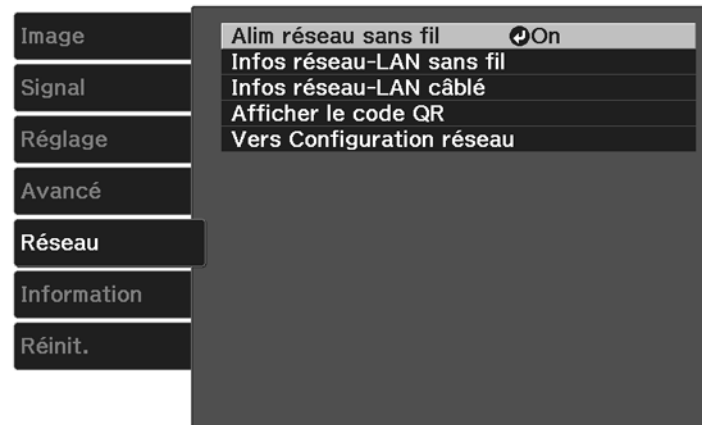 Image
Signal
Réglage
Avancé
Réseau
Information
Réinit.
Alim réseau sans fil On
Infos réseau-LAN sans fil
Infos réseau-LAN câblé
Afficher le code QR
Vers Configuration réseau